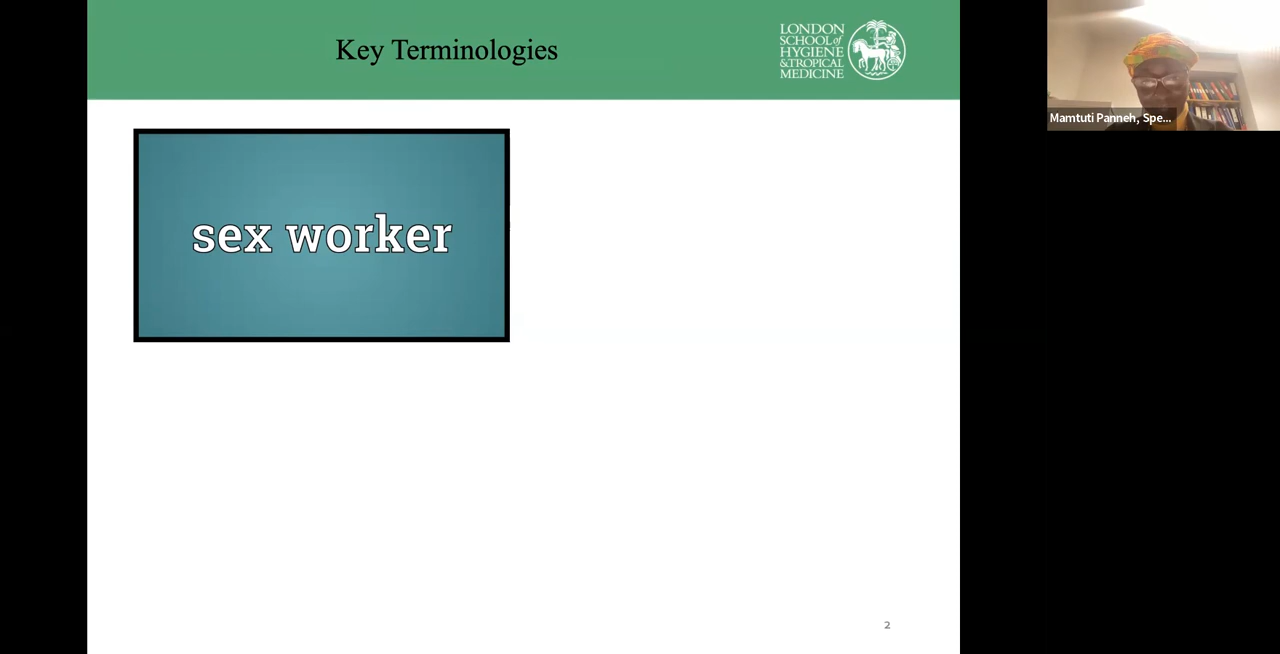 Key Terminologies
LONDON
SCHOOL of
HYGIENE
& TROPICAL
MEDICINE
sex worker
Mamtuti Panneh, Spe...
2